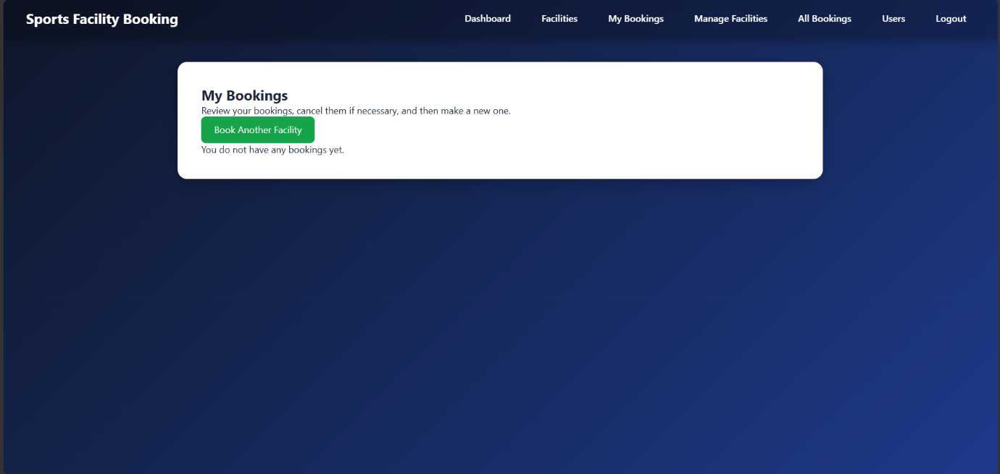 Sports Facility Booking
Dashboard Facilities My Bookings Manage Facilities All Bookings Users Logout
My Bookings
Review your bookings, cancel them if necessary, and then make a new one.
Book Another Facility
You do not have any bookings yet.